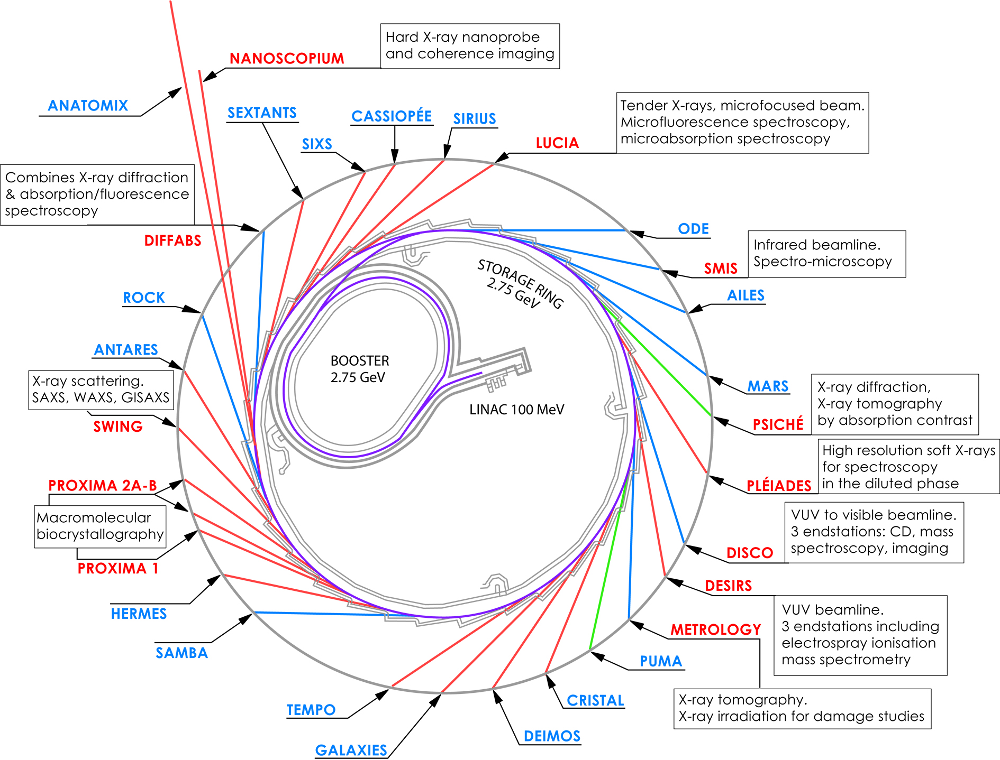 Hard X-ray nanoprobe
and coherence imaging
NANOSCOPIUM
ANATOMIX
SEXTANTS
CASSIOPÉE
SIRIUS
SIXS
LUCIA
Tender X-rays, microfocused beam.
Microfluorescence spectroscopy,
microabsorption spectroscopy
Combines X-ray diffraction
& absorption/fluorescence
spectroscopy
DIFFABS
ODE
Infrared beamline.
Spectro-microscopy
SMIS
AILES
STORAGE RING
2.75 GeV
ROCK
ANTARES
BOOSTER
2.75 GeV
LINAC 100 MeV
X-ray scattering.
SAXS, WAXS, GISAXS
SWING
MARS
X-ray diffraction,
X-ray tomography
by absorption contrast
PSICHÉ
High resolution soft X-rays
for spectroscopy
in the diluted phase
PLÉIADES
PROXIMA 2A-B
Macromolecular
biocrystallography
PROXIMA 1
VUV to visible beamline.
3 endstations: CD, mass
spectroscopy, imaging
DISCO
DESIRS
VUV beamline.
3 endstations including
electrospray ionisation
mass spectrometry
HERMES
SAMBA
METROLOGY
X-ray tomography.
X-ray irradiation for damage studies
PUMA
CRISTAL
TEMPO
DEIMOS
GALAXIES